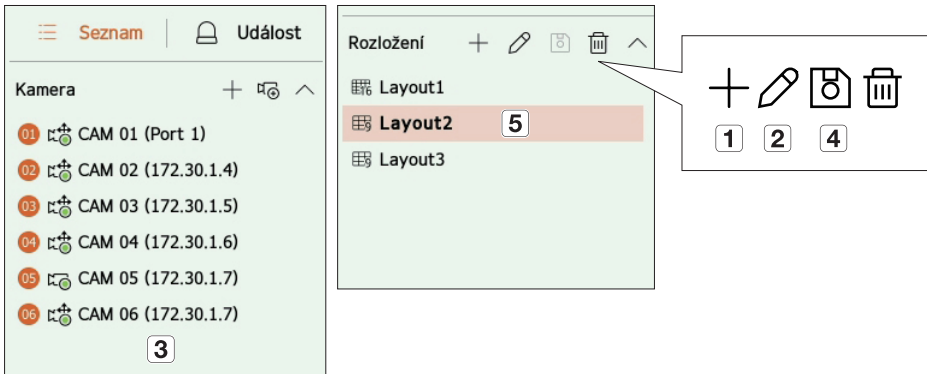 Seznam
Událost
Kamera
01 CAM 01 (Port 1)
02 CAM 02 (172.30.1.4)
03 CAM 03 (172.30.1.5)
04 CAM 04 (172.30.1.6)
05 CAM 05 (172.30.1.7)
06 CAM 06 (172.30.1.7)
3
Rozložení
Layout1
Layout2 5
Layout3
1 2 4